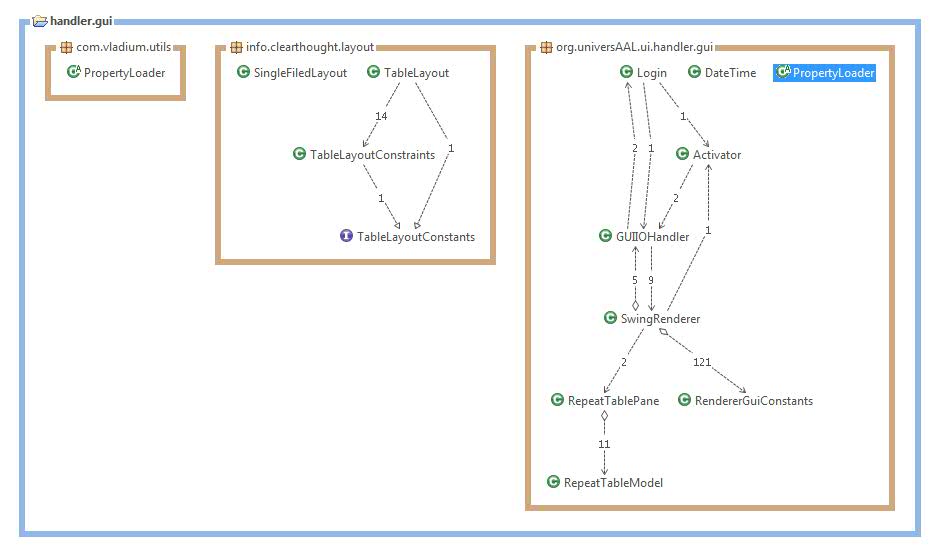 handler.gui
com.vladium.utils
info.clearthought.layout
org.universAAL.ui.handler.gui
C A PropertyLoader
C SingleFiledLayout
C TableLayout
C Login
C DateTime
C A PropertyLoader
14
1
1
C TableLayoutConstraints
1
2
1
C Activator
1
2
I TableLayoutConstants
C GUIIOHandler
1
5
9
C SwingRenderer
2
121
C RepeatTablePane
C RendererGuiConstants
11
C RepeatTableModel